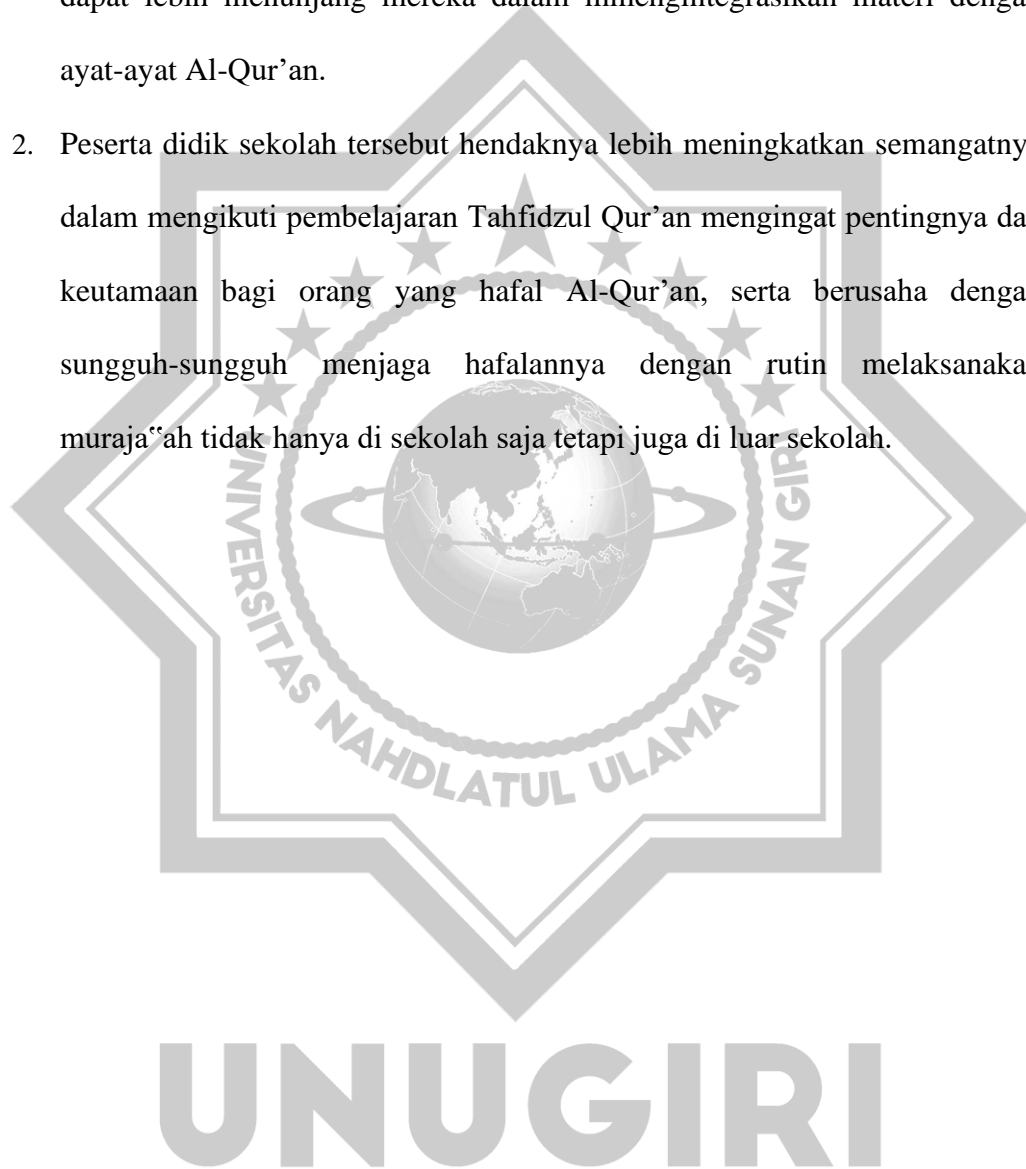 dapat lebih menunjang mereka dalam mmengintegrasikan materi denga
ayat-ayat Al-Qur’an.
2. Peserta didik sekolah tersebut hendaknya lebih meningkatkan semangatny
dalam mengikuti pembelajaran Tahfidzul Qur’an mengingat pentingnya da
keutamaan bagi orang yang hafal Al-Qur’an, serta berusaha denga
sungguh-sungguh menjaga hafalannya dengan rutin melaksanaka
muraja‟ah tidak hanya di sekolah saja tetapi juga di luar sekolah.
UNIVERSITAS NAHDLATUL ULAMA SUNAN GIRI
UNUGIRI